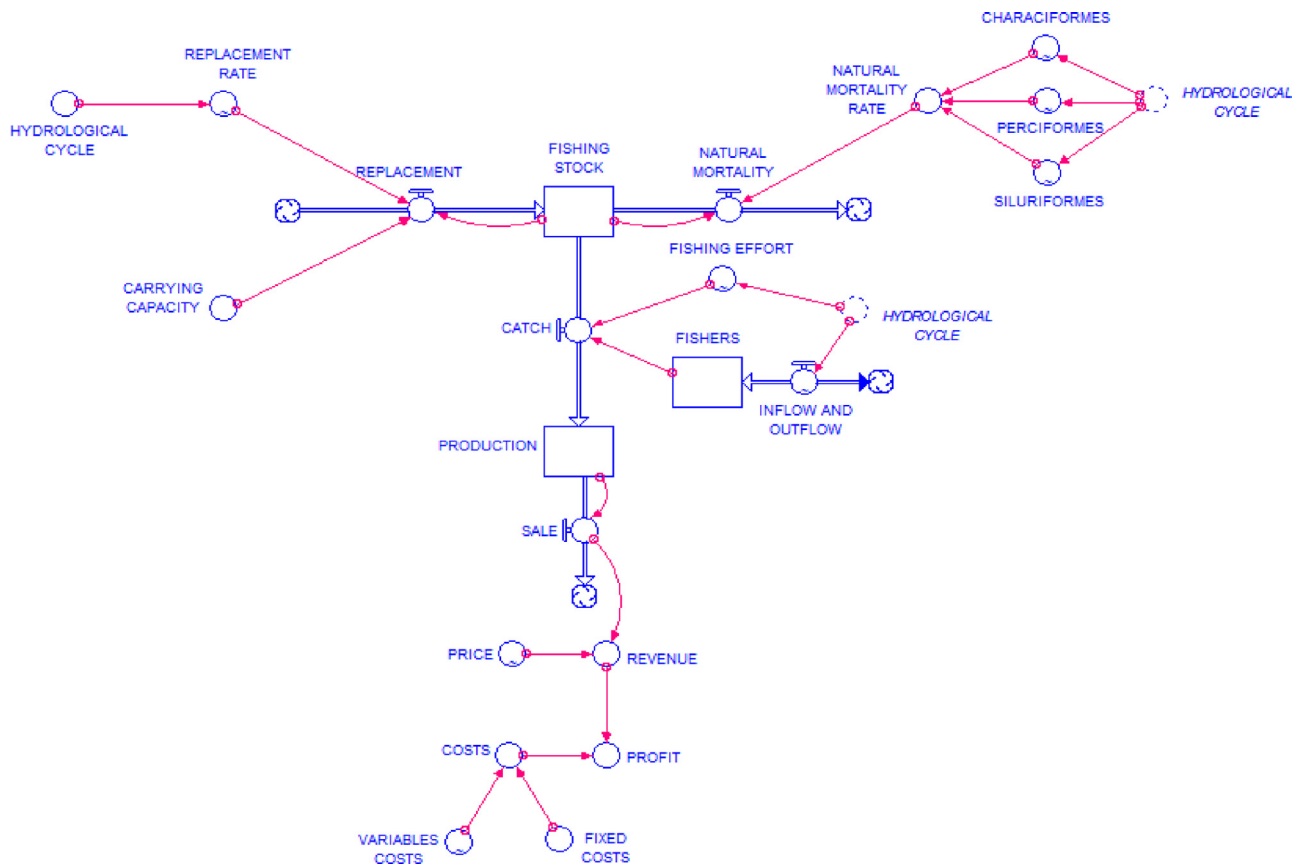 CHARACIFORMES
REPLACEMENT
RATE
NATURAL
MORTALITY
RATE
HYDROLOGICAL
CYCLE
HYDROLOGICAL
CYCLE
PERCIFORMES
FISHING
STOCK
NATURAL
MORTALITY
REPLACEMENT
SILURIFORMES
FISHING EFFORT
CARRYING
CAPACITY
HYDROLOGICAL
CYCLE
CATCH
FISHERS
INFLOW AND
OUTFLOW
PRODUCTION
SALE
PRICE
REVENUE
COSTS
PROFIT
VARIABLES
COSTS
FIXED
COSTS